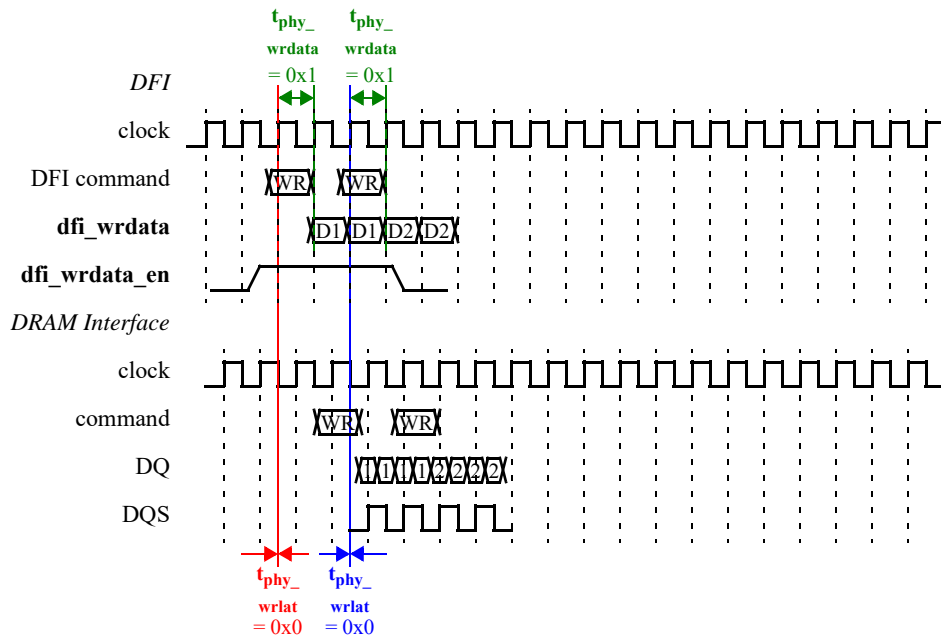 tphy_ tphy_
wrdata wrdata
= 0x1 = 0x1
DFI
clock
DFI command WR WR
dfi_wrdata D1 D1 D2 D2
dfi_wrdata_en
DRAM Interface
clock
command WR WR
DQ 1 1 1 1 2 2 2 2
DQS
tphy_ tphy_
wrlat wrlat
= 0x0 = 0x0